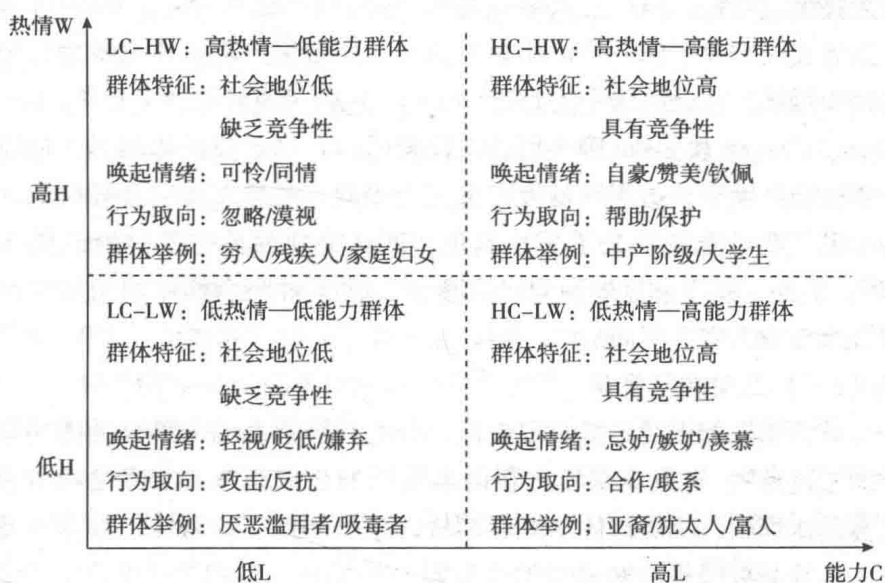 热情W
LC-HW：高热情—低能力群体
群体特征：社会地位低
缺乏竞争性
唤起情绪：可怜/同情
行为取向：忽略/漠视
群体举例：穷人/残疾人/家庭妇女
HC-HW：高热情—高能力群体
群体特征：社会地位高
具有竞争性
唤起情绪：自豪/赞美/钦佩
行为取向：帮助/保护
群体举例：中产阶级/大学生
高H
LC-LW：低热情—低能力群体
群体特征：社会地位低
缺乏竞争性
唤起情绪：轻视/贬低/嫌弃
行为取向：攻击/反抗
群体举例：厌恶滥用者/吸毒者
HC-LW：低热情—高能力群体
群体特征：社会地位高
具有竞争性
唤起情绪：忌妒/嫉妒/羡慕
行为取向：合作/联系
群体举例：亚裔/犹太人/富人
低H
低L
高L
能力C